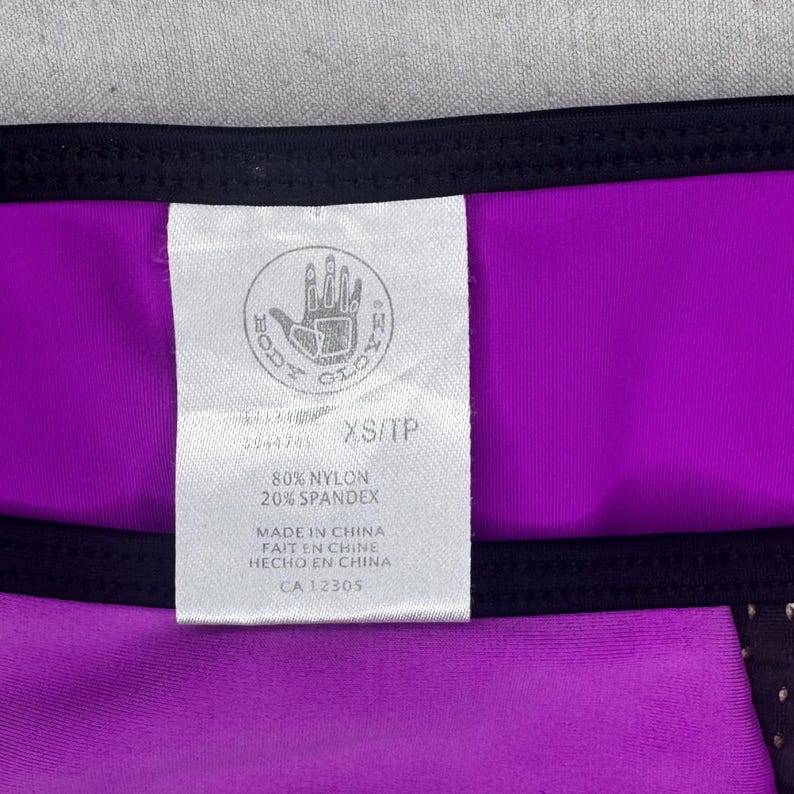 BODY GLOVE®
XS/TP
80% NYLON
20% SPANDEX
MADE IN CHINA
FAIT EN CHINE
HECHO EN CHINA
CA 12305